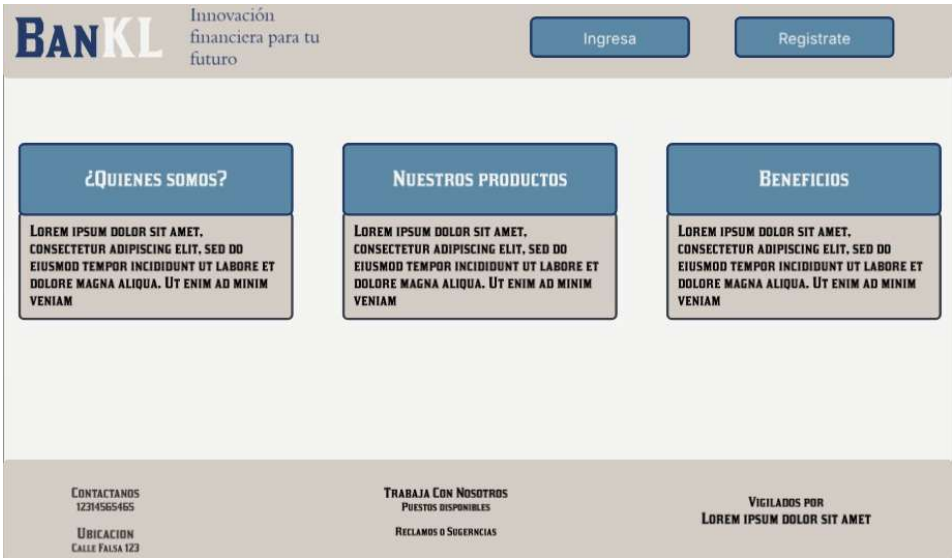 BanKL
Innovación
financiera para tu
futuro
Ingresa
Registrate
¿Quienes somos?
Lorem ipsum dolor sit amet,
consectetur adipiscing elit, sed do
eiusmod tempor incididunt ut labore et
dolore magna aliqua. Ut enim ad minim
veniam
Nuestros productos
Lorem ipsum dolor sit amet,
consectetur adipiscing elit, sed do
eiusmod tempor incididunt ut labore et
dolore magna aliqua. Ut enim ad minim
veniam
Beneficios
Lorem ipsum dolor sit amet,
consectetur adipiscing elit, sed do
eiusmod tempor incididunt ut labore et
dolore magna aliqua. Ut enim ad minim
veniam
Contactanos
12314565465
Ubicacion
Calle Falsa 123
Trabaja Con Nosotros
Puestos disponibles
Reclamos o Sugerncias
Vigilados por
Lorem ipsum dolor sit amet